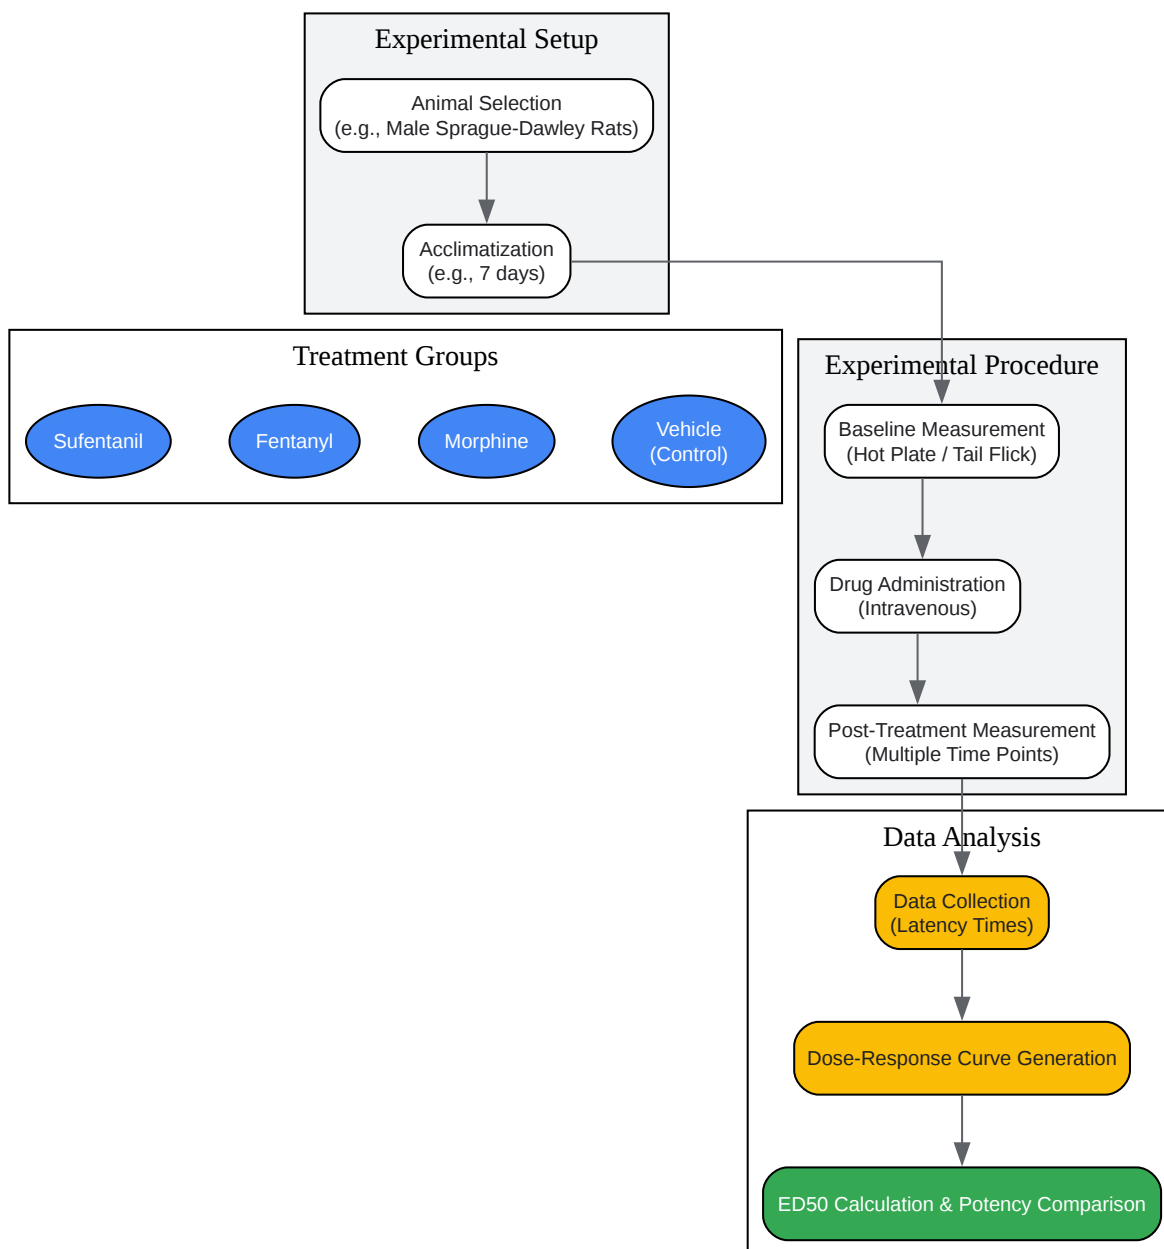 Experimental Setup
Animal Selection
(e.g., Male Sprague-Dawley Rats)
Acclimatization
(e.g., 7 days)
Treatment Groups
Sufentanil
Fentanyl
Morphine
Vehicle
(Control)
Experimental Procedure
Baseline Measurement
(Hot Plate / Tail Flick)
Drug Administration
(Intravenous)
Post-Treatment Measurement
(Multiple Time Points)
Data Analysis
Data Collection
(Latency Times)
Dose-Response Curve Generation
ED50 Calculation & Potency Comparison